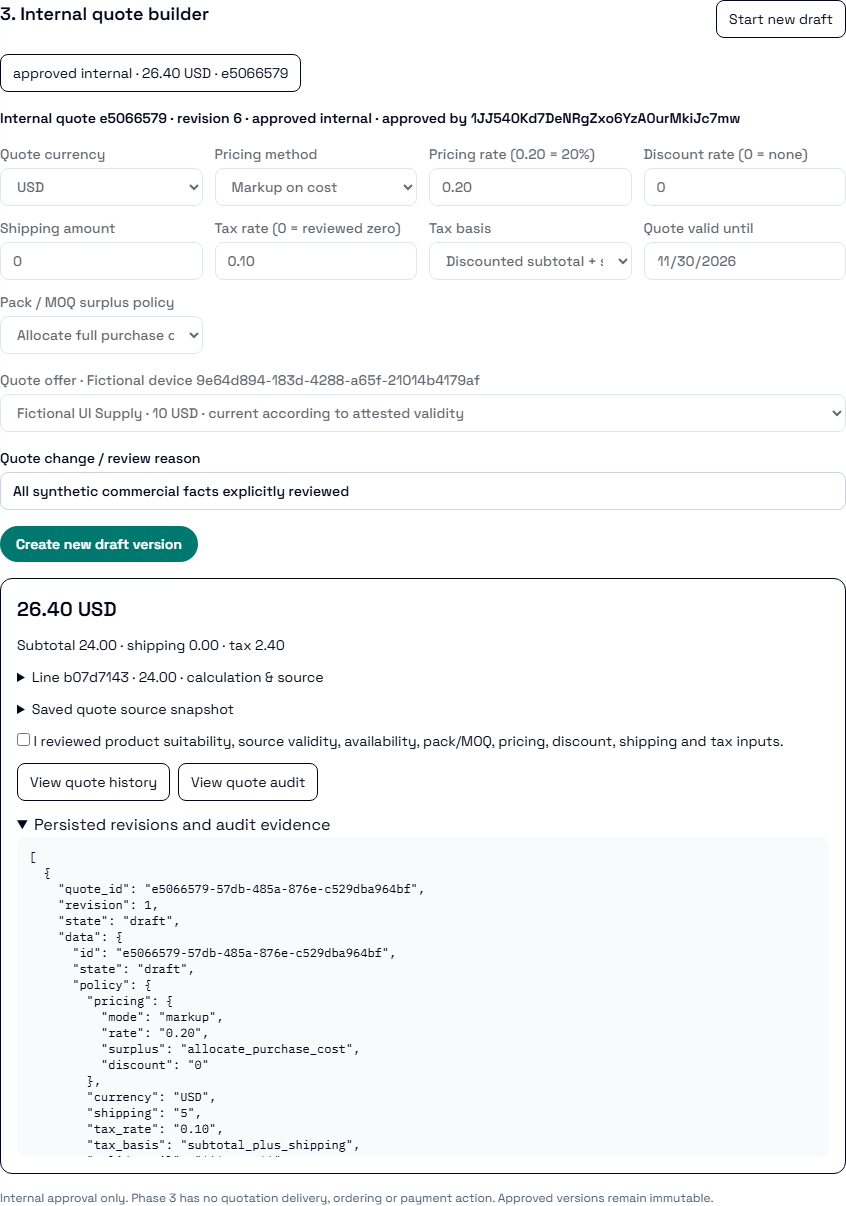 3. Internal quote builder
Start new draft
approved internal · 26.40 USD · e5066579
Internal quote e5066579 · revision 6 · approved internal · approved by 1JJ540Kd7DeNRgZxo6YzA0urMkiJc7mw
Quote currency
Pricing method
Pricing rate (0.20 = 20%)
Discount rate (0 = none)
USD
Markup on cost
0.20
0
Shipping amount
Tax rate (0 = reviewed zero)
Tax basis
Quote valid until
0
0.10
Discounted subtotal + s
11/30/2026
Pack / MOQ surplus policy
Allocate full purchase c
Quote offer · Fictional device 9e64d894-183d-4288-a65f-21014b4179af
Fictional UI Supply · 10 USD · current according to attested validity
Quote change / review reason
All synthetic commercial facts explicitly reviewed
Create new draft version
26.40 USD
Subtotal 24.00 · shipping 0.00 · tax 2.40
Line b07d7143 · 24.00 · calculation & source
Saved quote source snapshot
I reviewed product suitability, source validity, availability, pack/MOQ, pricing, discount, shipping and tax inputs.
View quote history
View quote audit
Persisted revisions and audit evidence
[
{
"quote_id": "e5066579-57db-485a-876e-c529dba964bf",
"revision": 1,
"state": "draft",
"data": {
"id": "e5066579-57db-485a-876e-c529dba964bf",
"state": "draft",
"policy": {
"pricing": {
"mode": "markup",
"rate": "0.20",
"surplus": "allocate_purchase_cost",
"discount": "0"
},
"currency": "USD",
"shipping": "5",
"tax_rate": "0.10",
"tax_basis": "subtotal_plus_shipping",
Internal approval only. Phase 3 has no quotation delivery, ordering or payment action. Approved versions remain immutable.